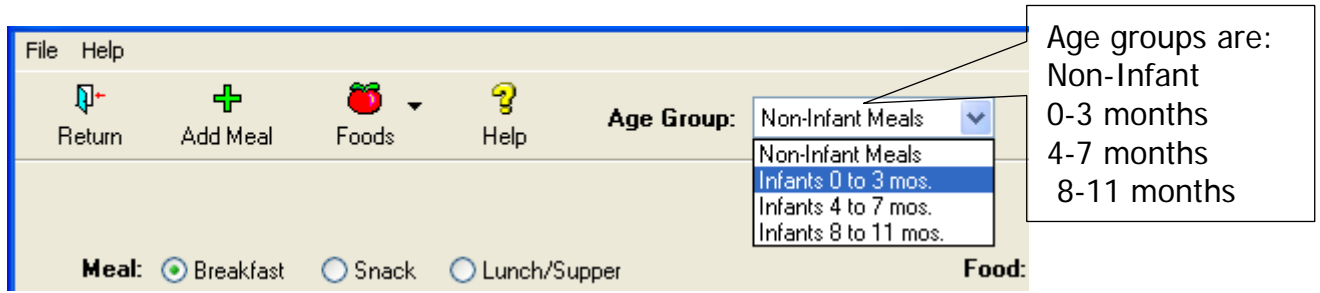 File Help
Return Add Meal Foods Help Age Group: Non-Infant Meals
Non-Infant Meals
Infants 0 to 3 mos.
Infants 4 to 7 mos.
Infants 8 to 11 mos.
Meal: Breakfast Snack Lunch/Supper Food:
Age groups are:
Non-Infant
0-3 months
4-7 months
8-11 months